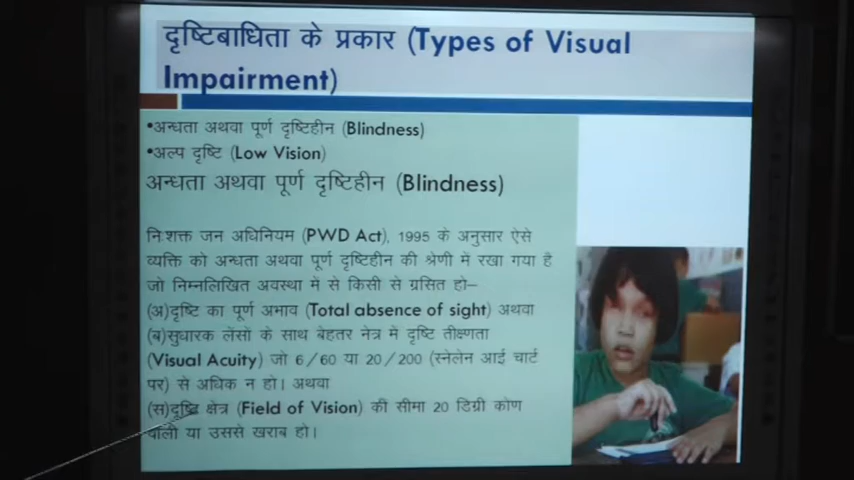 दृष्टिबाधिता के प्रकार (Types of Visual
Impairment)
•अन्धता अथवा पूर्ण दृष्टिहीन (Blindness)
•अल्प दृष्टि (Low Vision)
अन्धता अथवा पूर्ण दृष्टिहीन (Blindness)
निःशक्त जन अधिनियम (PWD Act), 1995 के अनुसार ऐसे
व्यक्ति को अन्धता अथवा पूर्ण दृष्टिहीन की श्रेणी में रखा गया है
जो निम्नलिखित अवस्था में से किसी से ग्रसित हो–
(अ)दृष्टि का पूर्ण अभाव (Total absence of sight) अथवा
(ब)सुधारक लेंसों के साथ बेहतर नेत्र में दृष्टि तीक्ष्णता
(Visual Acuity) जो 6/60 या 20/200 (स्नेलेन आई चार्ट
पर) से अधिक न हो। अथवा
(स)दृष्टि क्षेत्र (Field of Vision) की सीमा 20 डिग्री कोण
वाली या उससे खराब हो।